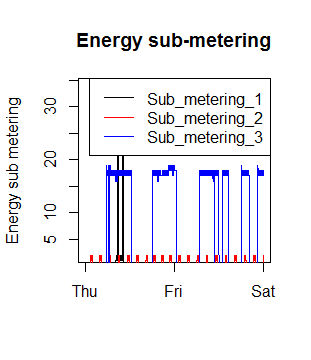 Energy sub-metering
Energy sub metering
30
20
10
5
Sub_metering_1
Sub_metering_2
Sub_metering_3
Thu Fri Sat